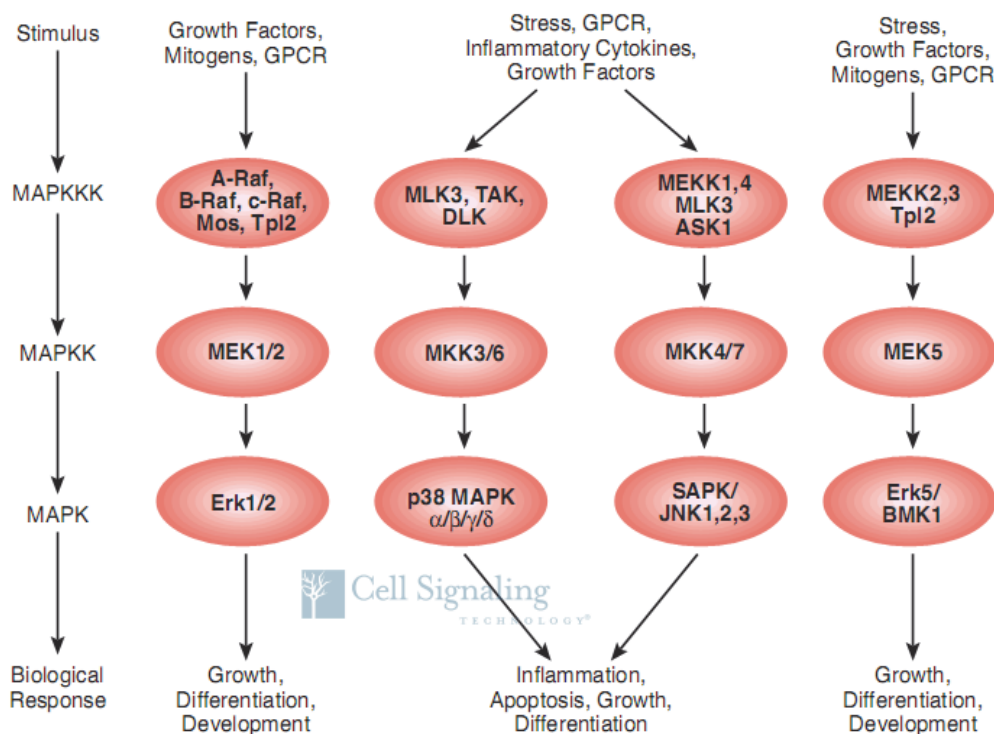 Stimulus
Growth Factors,
Mitogens, GPCR
Stress, GPCR,
Inflammatory Cytokines,
Growth Factors
Stress,
Growth Factors,
Mitogens, GPCR
MAPKKK
A-Raf,
B-Raf, c-Raf,
Mos, Tpl2
MLK3, TAK,
DLK
MEKK1,4
MLK3
ASK1
MEKK2,3
Tpl2
MAPKK
MEK1/2
MKK3/6
MKK4/7
MEK5
MAPK
Erk1/2
p38 MAPK
α/β/γ/δ
SAPK/
JNK1,2,3
Erk5/
BMK1
Cell Signaling
TECHNOLOGY®
Biological
Response
Growth,
Differentiation,
Development
Inflammation,
Apoptosis, Growth,
Differentiation
Growth,
Differentiation,
Development